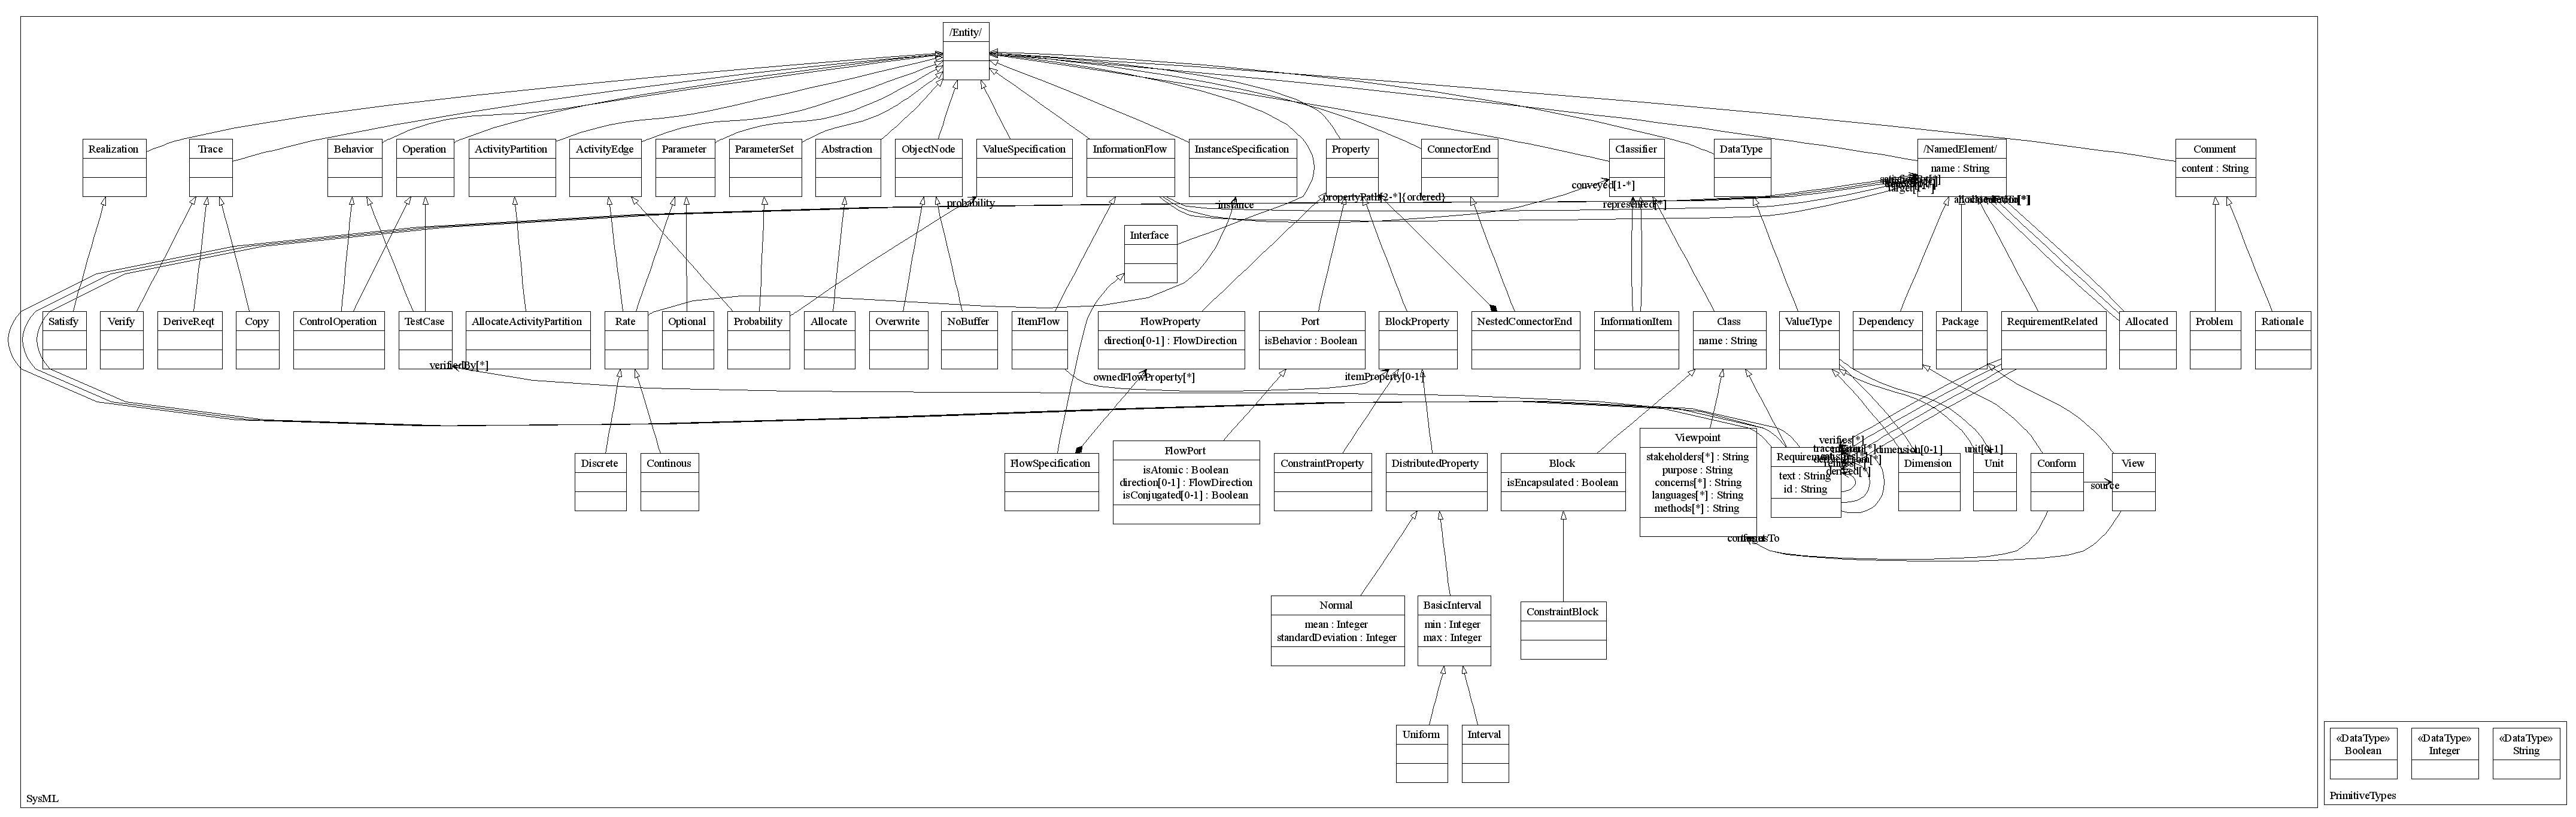 /Entity/
Realization
Trace
Behavior
Operation
ActivityPartition
ActivityEdge
Parameter
ParameterSet
Abstraction
ObjectNode
ValueSpecification
InformationFlow
InstanceSpecification
Property
ConnectorEnd
Classifier
DataType
/NamedElement/
name : String
Comment
content : String
conveyed[1-*]
target[1-*]
probability
instance
propertyPath[2-*]{ordered}
represented[*]
Interface
Satisfy
Verify
DeriveReqt
Copy
ControlOperation
TestCase
AllocateActivityPartition
Rate
Optional
Probability
Allocate
Overwrite
NoBuffer
ItemFlow
FlowProperty
direction[0-1] : FlowDirection
Port
isBehavior : Boolean
BlockProperty
NestedConnectorEnd
InformationItem
Class
name : String
ValueType
Dependency
Package
RequirementRelated
Allocated
Problem
Rationale
verifiedBy[*]
ownedFlowProperty[*]
itemProperty[0-1]
Discrete
Continous
FlowSpecification
FlowPort
isAtomic : Boolean
direction[0-1] : FlowDirection
isConjugated[0-1] : Boolean
ConstraintProperty
DistributedProperty
Block
isEncapsulated : Boolean
Viewpoint
stakeholders[*] : String
purpose : String
concerns[*] : String
languages[*] : String
methods[*] : String
verifies[*]
Requirement
text : String
id : String
derived[*]
dimension[0-1]
Dimension
unit[0-1]
Unit
Conform
source
View
Normal
mean : Integer
standardDeviation : Integer
BasicInterval
min : Integer
max : Integer
ConstraintBlock
Uniform
Interval
SysML
«DataType»
Boolean
«DataType»
Integer
«DataType»
String
PrimitiveTypes